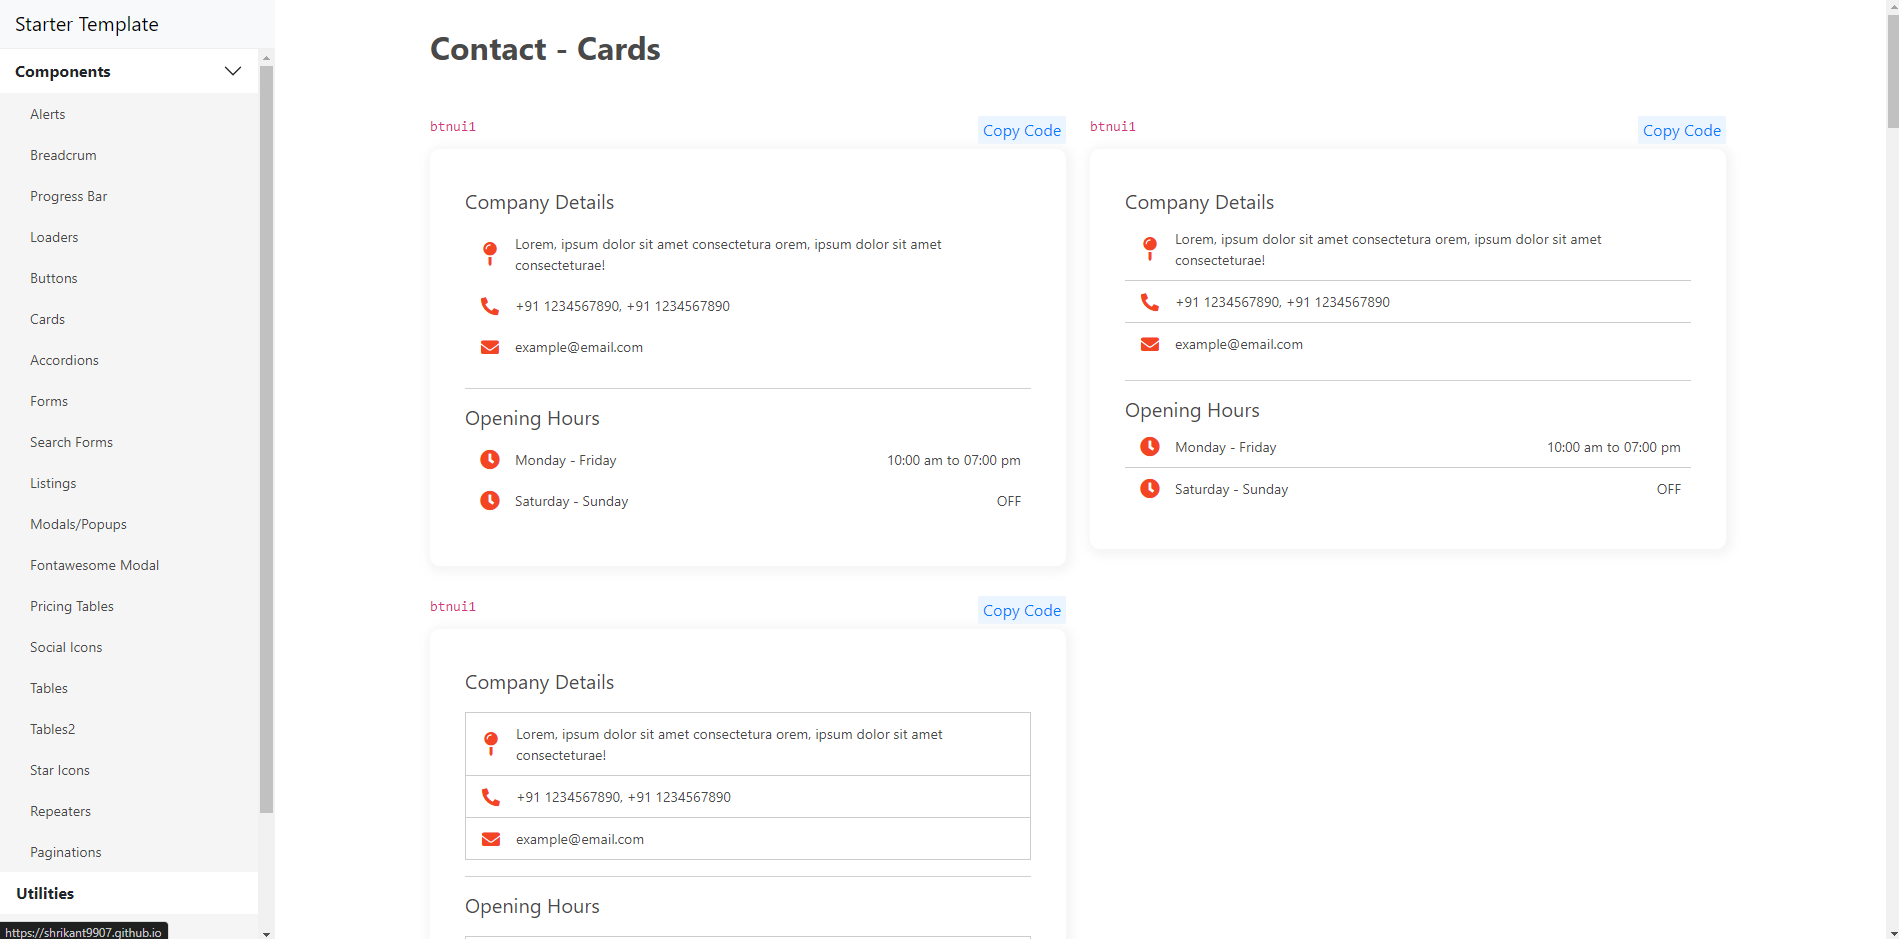 Starter Template
Components
Alerts
Breadcrum
Progress Bar
Loaders
Buttons
Cards
Accordions
Forms
Search Forms
Listings
Modals/Popups
Fontawesome Modal
Pricing Tables
Social Icons
Tables
Tables2
Star Icons
Repeaters
Paginations
Utilities
https://shrikant9907.github.io
Contact - Cards
btnui1
Copy Code
Company Details
Lorem, ipsum dolor sit amet consectetura orem, ipsum dolor sit amet
consecteturae!
+91 1234567890, +91 1234567890
example@email.com
Opening Hours
Monday - Friday 10:00 am to 07:00 pm
Saturday - Sunday OFF
btnui1
Copy Code
Company Details
Lorem, ipsum dolor sit amet consectetura orem, ipsum dolor sit amet
consecteturae!
+91 1234567890, +91 1234567890
example@email.com
Opening Hours
Monday - Friday 10:00 am to 07:00 pm
Saturday - Sunday OFF
btnui1
Copy Code
Company Details
Lorem, ipsum dolor sit amet consectetura orem, ipsum dolor sit amet
consecteturae!
+91 1234567890, +91 1234567890
example@email.com
Opening Hours